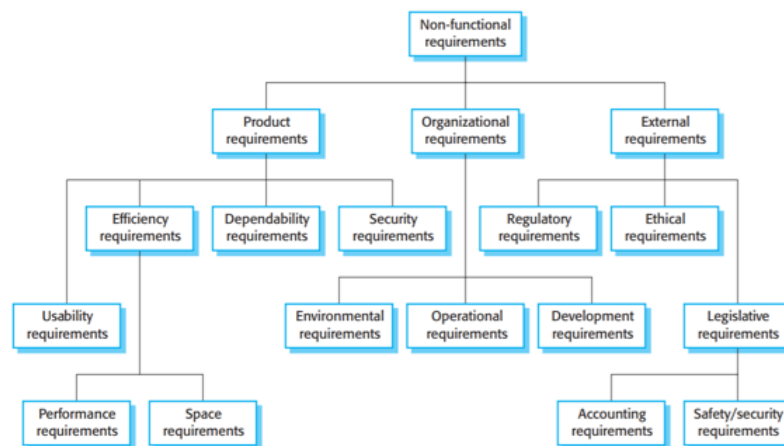 Non-functional
requirements
Product
requirements
Organizational
requirements
External
requirements
Efficiency
requirements
Dependability
requirements
Security
requirements
Regulatory
requirements
Ethical
requirements
Usability
requirements
Environmental
requirements
Operational
requirements
Development
requirements
Legislative
requirements
Performance
requirements
Space
requirements
Accounting
requirements
Safety/security
requirements